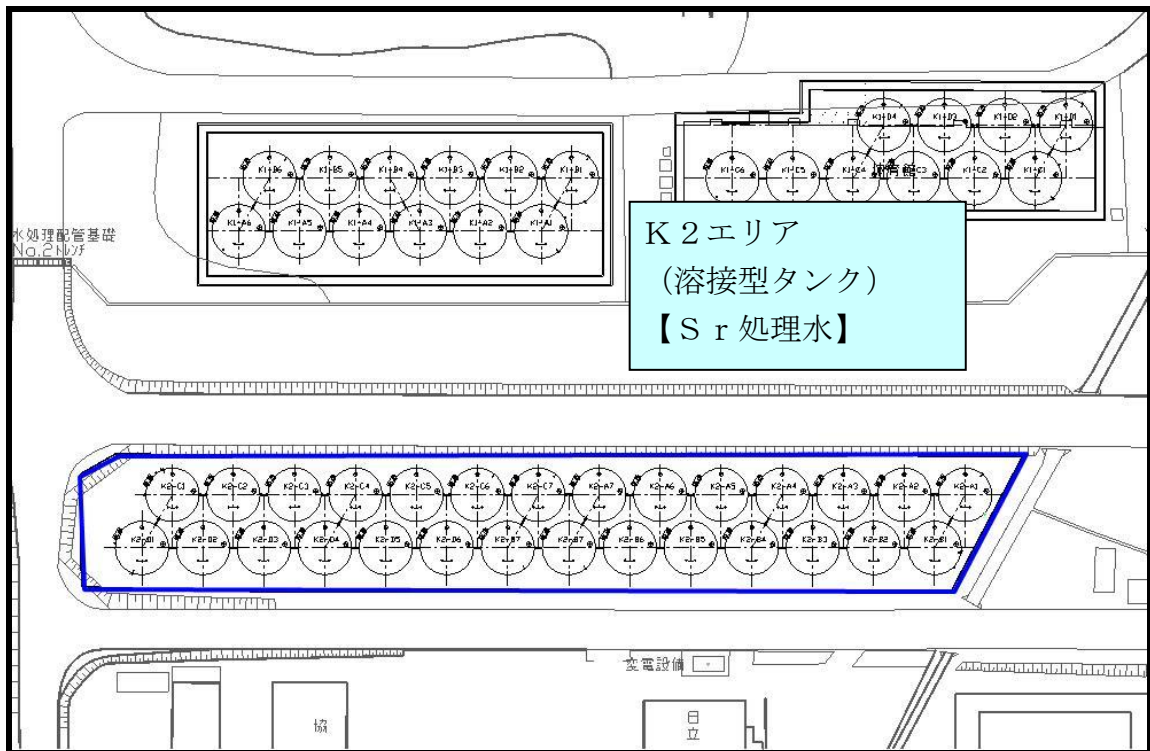 K1-D4 K1-D3 K1-D2 K1-D1
K1-B6 K1-B5 K1-B4 K1-B3 K1-B2 K1-B1
K1-C6 K1-C5 K1-C4 K1-C3 K1-C2 K1-C1
K1-A6 K1-A5 K1-A4 K1-A3 K1-A2 K1-A1
水処理配管基礎
No.2トレンチ
K2エリア
(溶接型タンク)
【Sr処理水】
K2-C1 K2-C2 K2-C3 K2-C4 K2-C5 K2-C6 K2-C7 K2-A7 K2-A6 K2-A5 K2-A4 K2-A3 K2-A2 K2-A1
K2-D1 K2-D2 K2-D3 K2-D4 K2-D5 K2-D6 K2-B7 K2-B6 K2-B5 K2-B4 K2-B3 K2-B2 K2-B1
変電設備
協
日立